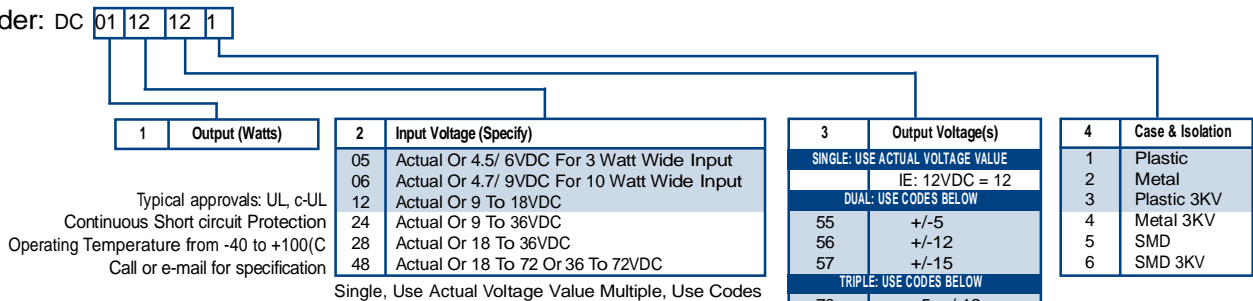 der: DC 01 12 12 1
1 Output (Watts)
Typical approvals: UL, c-UL
Continuous Short circuit Protection
Operating Temperature from -40 to +100(C
Call or e-mail for specification
2 Input Voltage (Specify)
05 Actual Or 4.5/ 6VDC For 3 Watt Wide Input
06 Actual Or 4.7/ 9VDC For 10 Watt Wide Input
12 Actual Or 9 To 18VDC
24 Actual Or 9 To 36VDC
28 Actual Or 18 To 36VDC
48 Actual Or 18 To 72 Or 36 To 72VDC
Single, Use Actual Voltage Value Multiple, Use Codes
3 Output Voltage(s)
SINGLE: USE ACTUAL VOLTAGE VALUE
IE: 12VDC = 12
DUAL: USE CODES BELOW
55 +/-5
56 +/-12
57 +/-15
TRIPLE: USE CODES BELOW
4 Case & Isolation
1 Plastic
2 Metal
3 Plastic 3KV
4 Metal 3KV
5 SMD
6 SMD 3KV